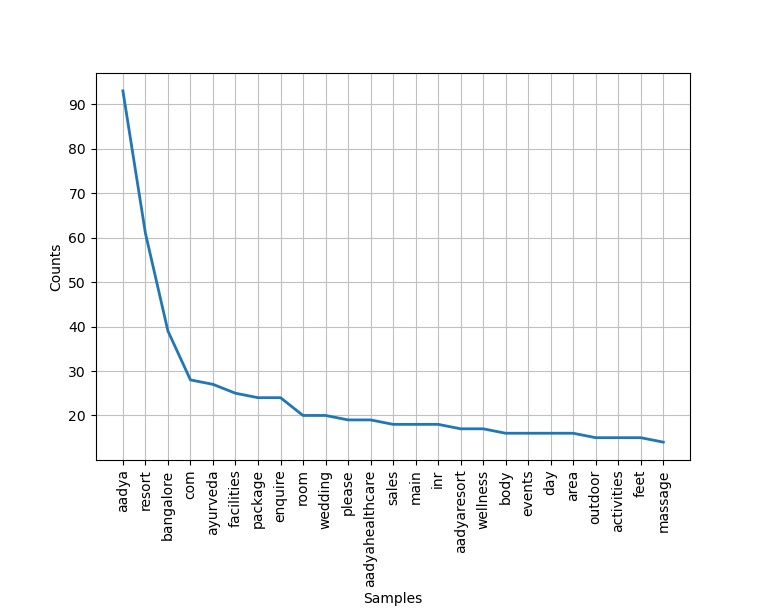 90
80
70
60
50
40
30
20
Counts
aadya
resort
bangalore
com
ayurveda
facilities
package
enquire
room
wedding
please
aadyahealthcare
sales
main
inr
aadyaresort
wellness
body
events
day
area
outdoor
activities
feet
massage
Samples